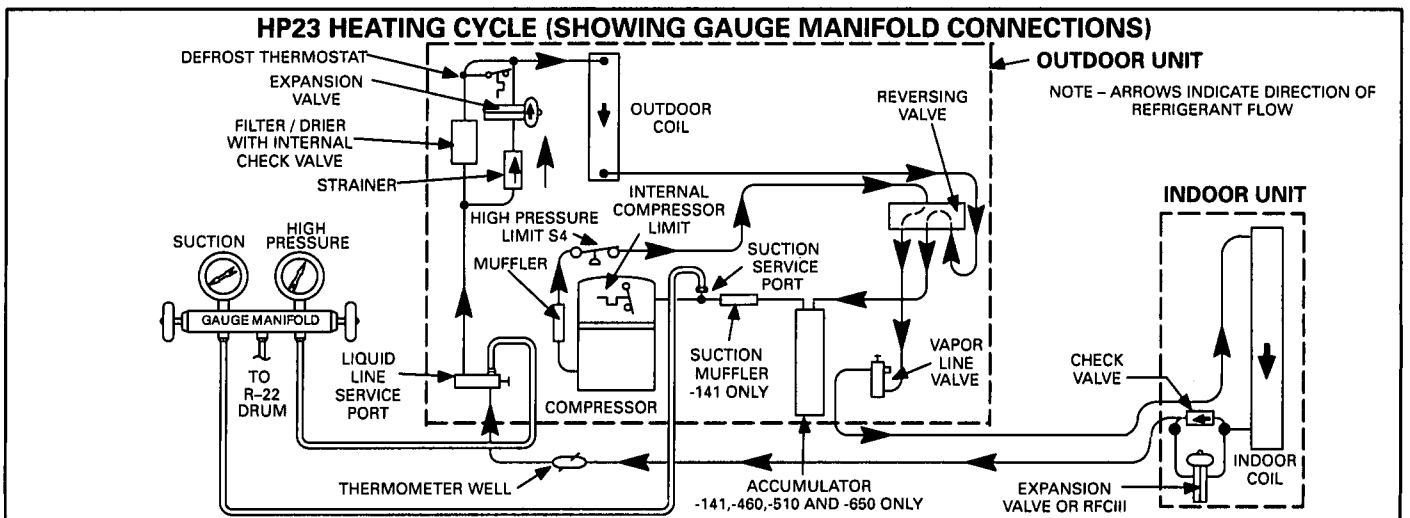 HP23 HEATING CYCLE (SHOWING GAUGE MANIFOLD CONNECTIONS)
DEFROST THERMOSTAT
EXPANSION
VALVE
FILTER / DRIER
WITH INTERNAL
CHECK VALVE
STRAINER
OUTDOOR
COIL
REVERSING
VALVE
OUTDOOR UNIT
NOTE – ARROWS INDICATE DIRECTION OF
REFRIGERANT FLOW
INDOOR UNIT
SUCTION
HIGH
PRESSURE
GAUGE MANIFOLD
TO
R–22
DRUM
HIGH PRESSURE
LIMIT S4
MUFFLER
INTERNAL
COMPRESSOR
LIMIT
SUCTION
SERVICE
PORT
LIQUID
LINE
SERVICE
PORT
COMPRESSOR
SUCTION
MUFFLER
-141 ONLY
VAPOR
LINE
VALVE
CHECK
VALVE
THERMOMETER WELL
ACCUMULATOR
-141,-460,-510 AND -650 ONLY
EXPANSION
VALVE OR RFCIII
INDOOR
COIL